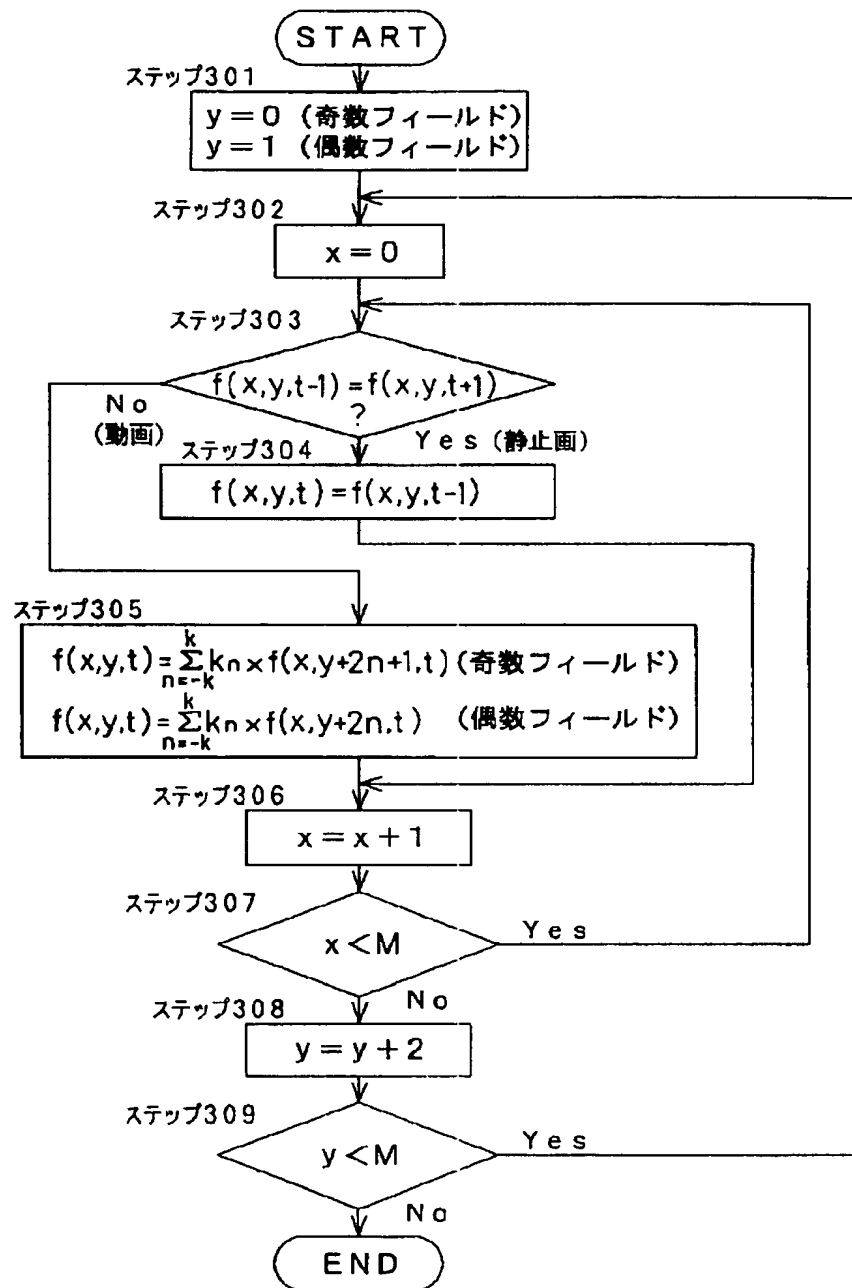 START
ステップ301
y=0 (奇数フィールド)
y=1 (偶数フィールド)
ステップ302
x=0
ステップ303
f(x,y,t-1)=f(x,y,t+1)
?
No
(動画)
Yes (静止画)
ステップ304
f(x,y,t)=f(x,y,t-1)
ステップ305
f(x,y,t)=Σ[n=-k→k] kn×f(x,y+2n+1,t) (奇数フィールド)
f(x,y,t)=Σ[n=-k→k] kn×f(x,y+2n,t) (偶数フィールド)
ステップ306
x=x+1
ステップ307
x<M
Yes
No
ステップ308
y=y+2
ステップ309
y<M
Yes
No
END